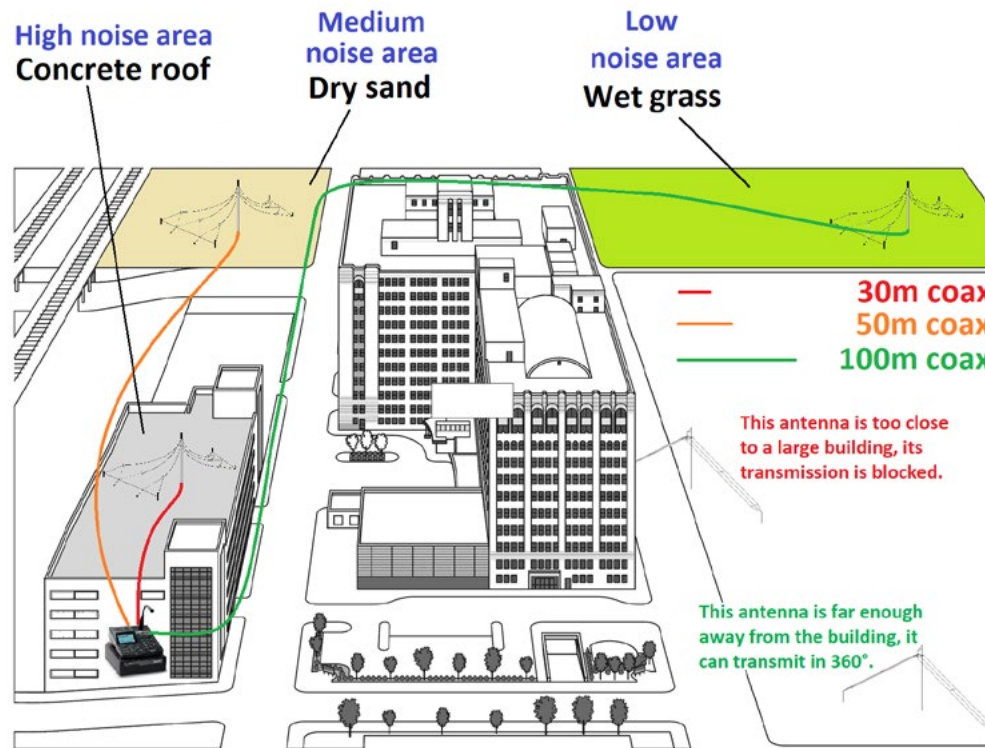 High noise area
Concrete roof
Medium
noise area
Dry sand
Low
noise area
Wet grass
30m coax
50m coax
100m coax
This antenna is too close
to a large building, its
transmission is blocked.
This antenna is far enough
away from the building, it
can transmit in 360°.